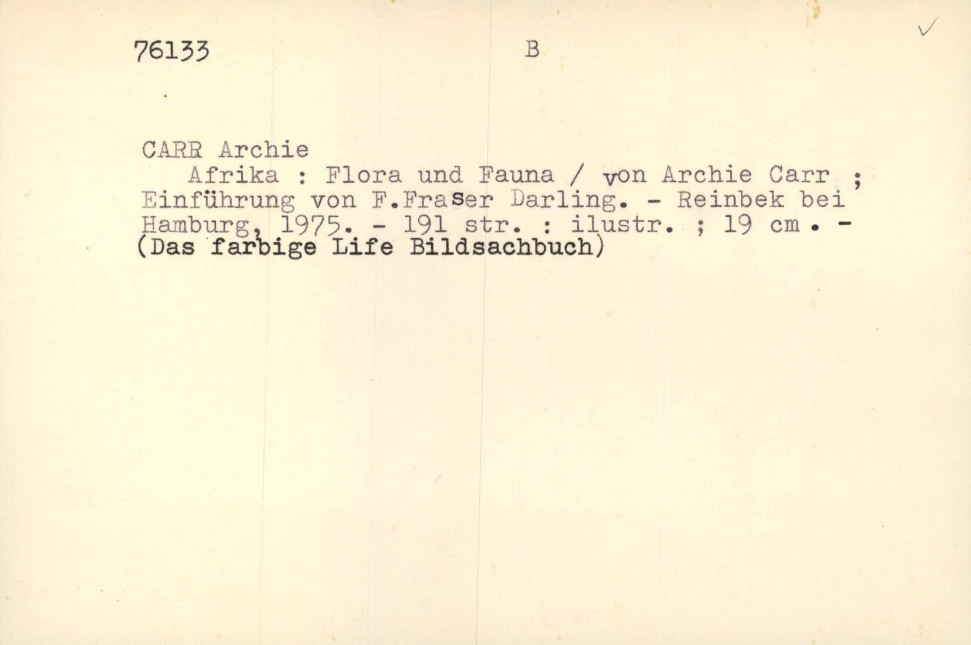 76133 B
CARR Archie
Afrika : Flora und Fauna / von Archie Carr ;
Einführung von F.Fraser Darling. - Reinbek bei
Hamburg, 1975. - 191 str. : ilustr. ; 19 cm . -
(Das farbige Life Bildsachbuch)